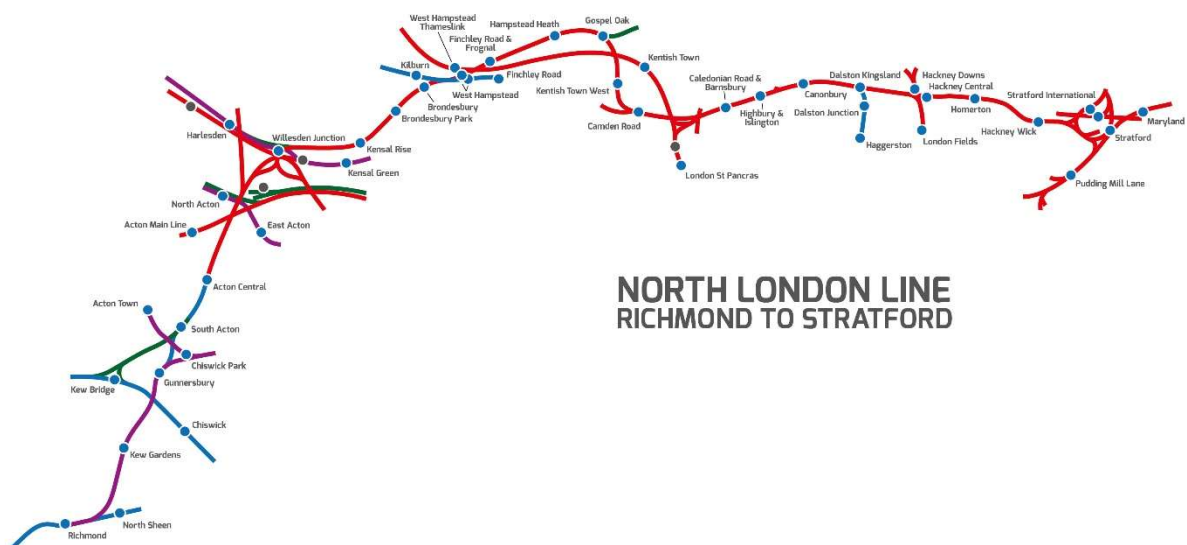 West Hampstead
Thameslink
Hampstead Heath
Gospel Oak
Finchley Road &
Frognal
Kilburn
Kentish Town
Finchley Road
West Hampstead
Kentish Town West
Brondesbury
Brondesbury Park
Camden Road
Caledonian Road &
Barnsbury
Highbury &
Islington
Canonbury
Dalston Kingsland
Dalston Junction
Haggerston
Hackney Downs
Hackney Central
Homerton
London Fields
Hackney Wick
Stratford International
Maryland
Stratford
Pudding Mill Lane
London St Pancras
Harlesden
Willesden Junction
Kensal Rise
Kensal Green
North Acton
Acton Main Line
East Acton
Acton Central
Acton Town
South Acton
Chiswick Park
Gunnersbury
Kew Bridge
Chiswick
Kew Gardens
North Sheen
Richmond
NORTH LONDON LINE
RICHMOND TO STRATFORD